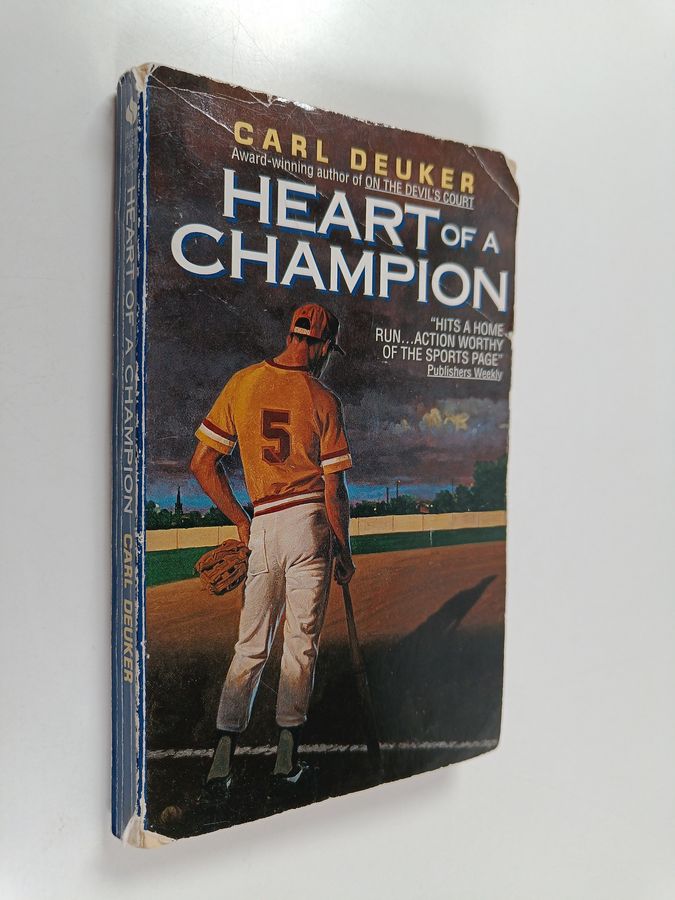 CARL DEUKER
Award-winning author of ON THE DEVIL'S COURT
HEART OF A
CHAMPION
"HITS A HOME
RUN...ACTION WORTHY
OF THE SPORTS PAGE"
Publishers Weekly
5
HEART OF A CHAMPION CARL DEUKER